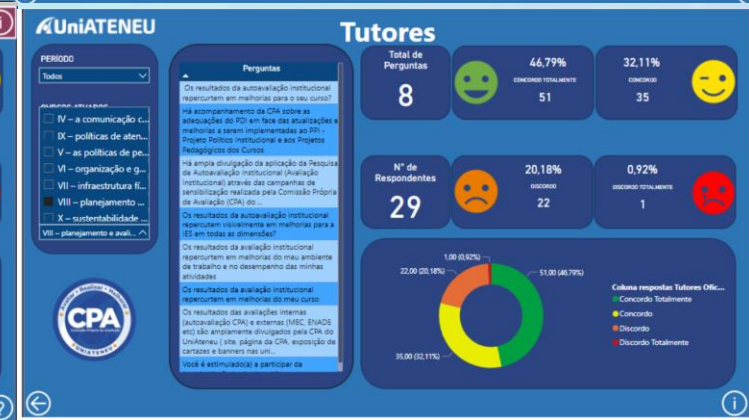 UniATENEU
Tutores
PERÍODO
Todos
CURSOS ATUADOS
IV – a comunicação c...
IX – políticas de aten...
V – as políticas de pe...
VI – organização e g...
VII – infraestrutura fí...
VIII – planejamento ...
X – sustentabilidade ...
VIII – planejamento e avali...
CPA
UNIATENEU
Perguntas
Os resultados da autoavaliação institucional
repercurtem em melhorias para o seu curso?
Há acompanhamento da CPA sobre as
adequações do PDI em face das atualizações e
melhorias a serem implementadas ao PPI -
Projeto Político Institucional e aos Projetos
Pedagógicos dos Cursos
Há ampla divulgação da aplicação da Pesquisa
de Autoavaliação Institucional (Avaliação
Institucional) através das campanhas de
sensibilização realizada pela Comissão Própria
de Avaliação (CPA) do ...
Os resultados da autoavaliação institucional
repercutem visivelmente em melhorias para a
IES em todas as dimensões?
Os resultados da avaliação institucional
repercurtem em melhorias do meu ambiente
de trabalho e no desempenho das minhas
atividades
Os resultados da avaliação institucional
repercurtem em melhorias do meu curso
Os resultados das avaliações internas
(autoavaliação CPA) e externas (MEC, ENADE
etc) são amplamente divulgados pela CPA do
UniAteneu ( site, página da CPA, exposição de
cartazes e banners nas uni...
Você é estimulado(a) a participar da
Total de
Perguntas
8
46,79%
CONCORDO TOTALMENTE
51
32,11%
CONCORDO
35
N° de
Respondentes
29
20,18%
DISCORDO
22
0,92%
DISCORDO TOTALMENTE
1
1,00 (0,92%)
22,00 (20,18%)
51,00 (46,79%)
35,00 (32,11%)
Coluna respostas Tutores Ofic...
Concordo Totalmente
Concordo
Discordo
Discordo Totalmente